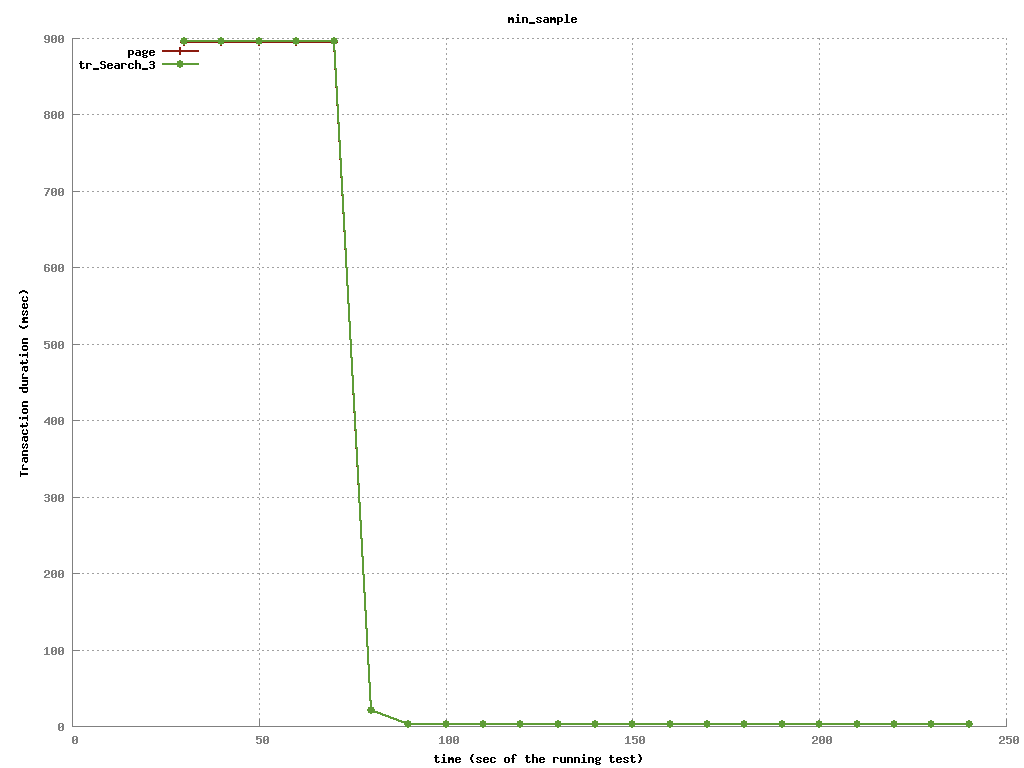 min_sample
page
tr_Search_3
900
800
700
600
500
400
300
200
100
0
Transaction duration (msec)
0 50 100 150 200 250
time (sec of the running test)